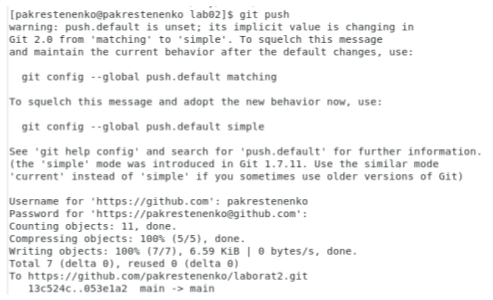 [pakrestenenko@pakrestenenko lab02]$ git push
warning: push.default is unset; its implicit value is changing in
Git 2.0 from 'matching' to 'simple'. To squelch this message
and maintain the current behavior after the default changes, use:
git config --global push.default matching
To squelch this message and adopt the new behavior now, use:
git config --global push.default simple
See 'git help config' and search for 'push.default' for further information.
(the 'simple' mode was introduced in Git 1.7.11. Use the similar mode
'current' instead of 'simple' if you sometimes use older versions of Git)
Username for 'https://github.com': pakrestenenko
Password for 'https://pakrestenenko@github.com':
Counting objects: 11, done.
Compressing objects: 100% (5/5), done.
Writing objects: 100% (7/7), 6.59 KiB | 0 bytes/s, done.
Total 7 (delta 0), reused 0 (delta 0)
To https://github.com/pakrestenenko/laborat2.git
13c524c..053e1a2  main -> main